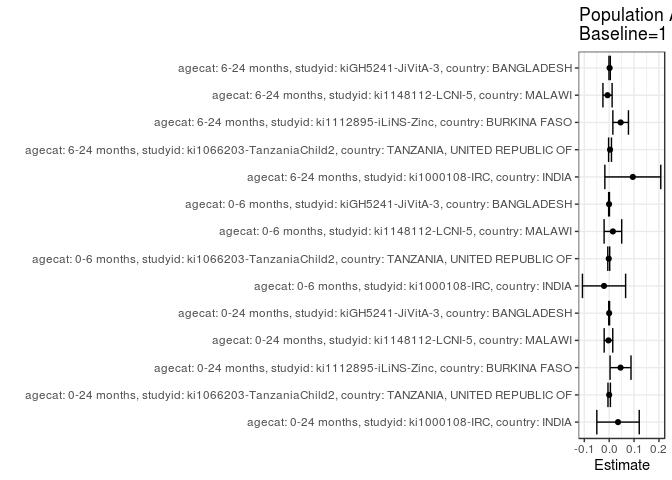 Population
Baseline=1
agecat: 6-24 months, studyid: kiGH5241-JiVitA-3, country: BANGLADESH
agecat: 6-24 months, studyid: ki1148112-LCNI-5, country: MALAWI
agecat: 6-24 months, studyid: ki1112895-iLiNS-Zinc, country: BURKINA FASO
agecat: 6-24 months, studyid: ki1066203-TanzaniaChild2, country: TANZANIA, UNITED REPUBLIC OF
agecat: 6-24 months, studyid: ki1000108-IRC, country: INDIA
agecat: 0-6 months, studyid: kiGH5241-JiVitA-3, country: BANGLADESH
agecat: 0-6 months, studyid: ki1148112-LCNI-5, country: MALAWI
agecat: 0-6 months, studyid: ki1066203-TanzaniaChild2, country: TANZANIA, UNITED REPUBLIC OF
agecat: 0-6 months, studyid: ki1000108-IRC, country: INDIA
agecat: 0-24 months, studyid: kiGH5241-JiVitA-3, country: BANGLADESH
agecat: 0-24 months, studyid: ki1148112-LCNI-5, country: MALAWI
agecat: 0-24 months, studyid: ki1112895-iLiNS-Zinc, country: BURKINA FASO
agecat: 0-24 months, studyid: ki1066203-TanzaniaChild2, country: TANZANIA, UNITED REPUBLIC OF
agecat: 0-24 months, studyid: ki1000108-IRC, country: INDIA
-0.1 0.0 0.1 0.2
Estimate